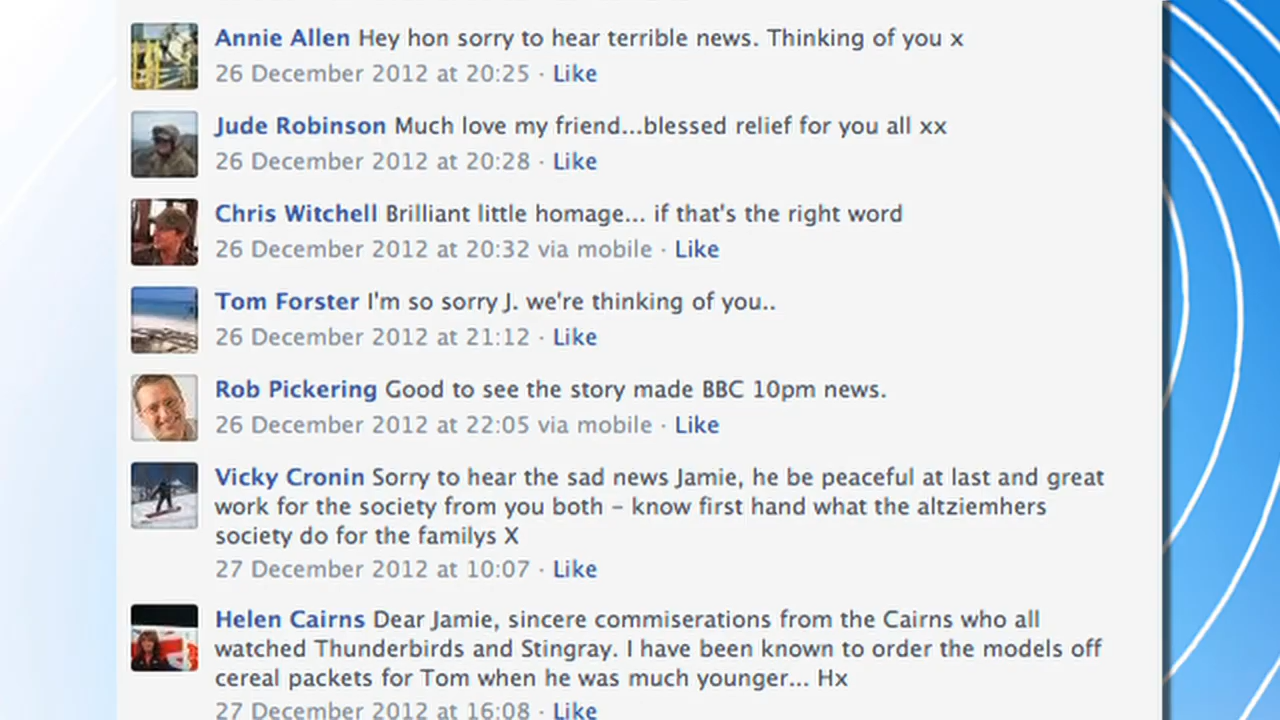 Annie Allen Hey hon sorry to hear terrible news. Thinking of you x
26 December 2012 at 20:25 · Like
Jude Robinson Much love my friend...blessed relief for you all xx
26 December 2012 at 20:28 · Like
Chris Witchell Brilliant little homage... if that's the right word
26 December 2012 at 20:32 via mobile · Like
Tom Forster I'm so sorry J. we're thinking of you..
26 December 2012 at 21:12 · Like
Rob Pickering Good to see the story made BBC 10pm news.
26 December 2012 at 22:05 via mobile · Like
Vicky Cronin Sorry to hear the sad news Jamie, he be peaceful at last and great
work for the society from you both – know first hand what the altziemhers
society do for the familys X
27 December 2012 at 10:07 · Like
Helen Cairns Dear Jamie, sincere commiserations from the Cairns who all
watched Thunderbirds and Stingray. I have been known to order the models off
cereal packets for Tom when he was much younger... Hx
27 December 2012 at 16:08 · Like